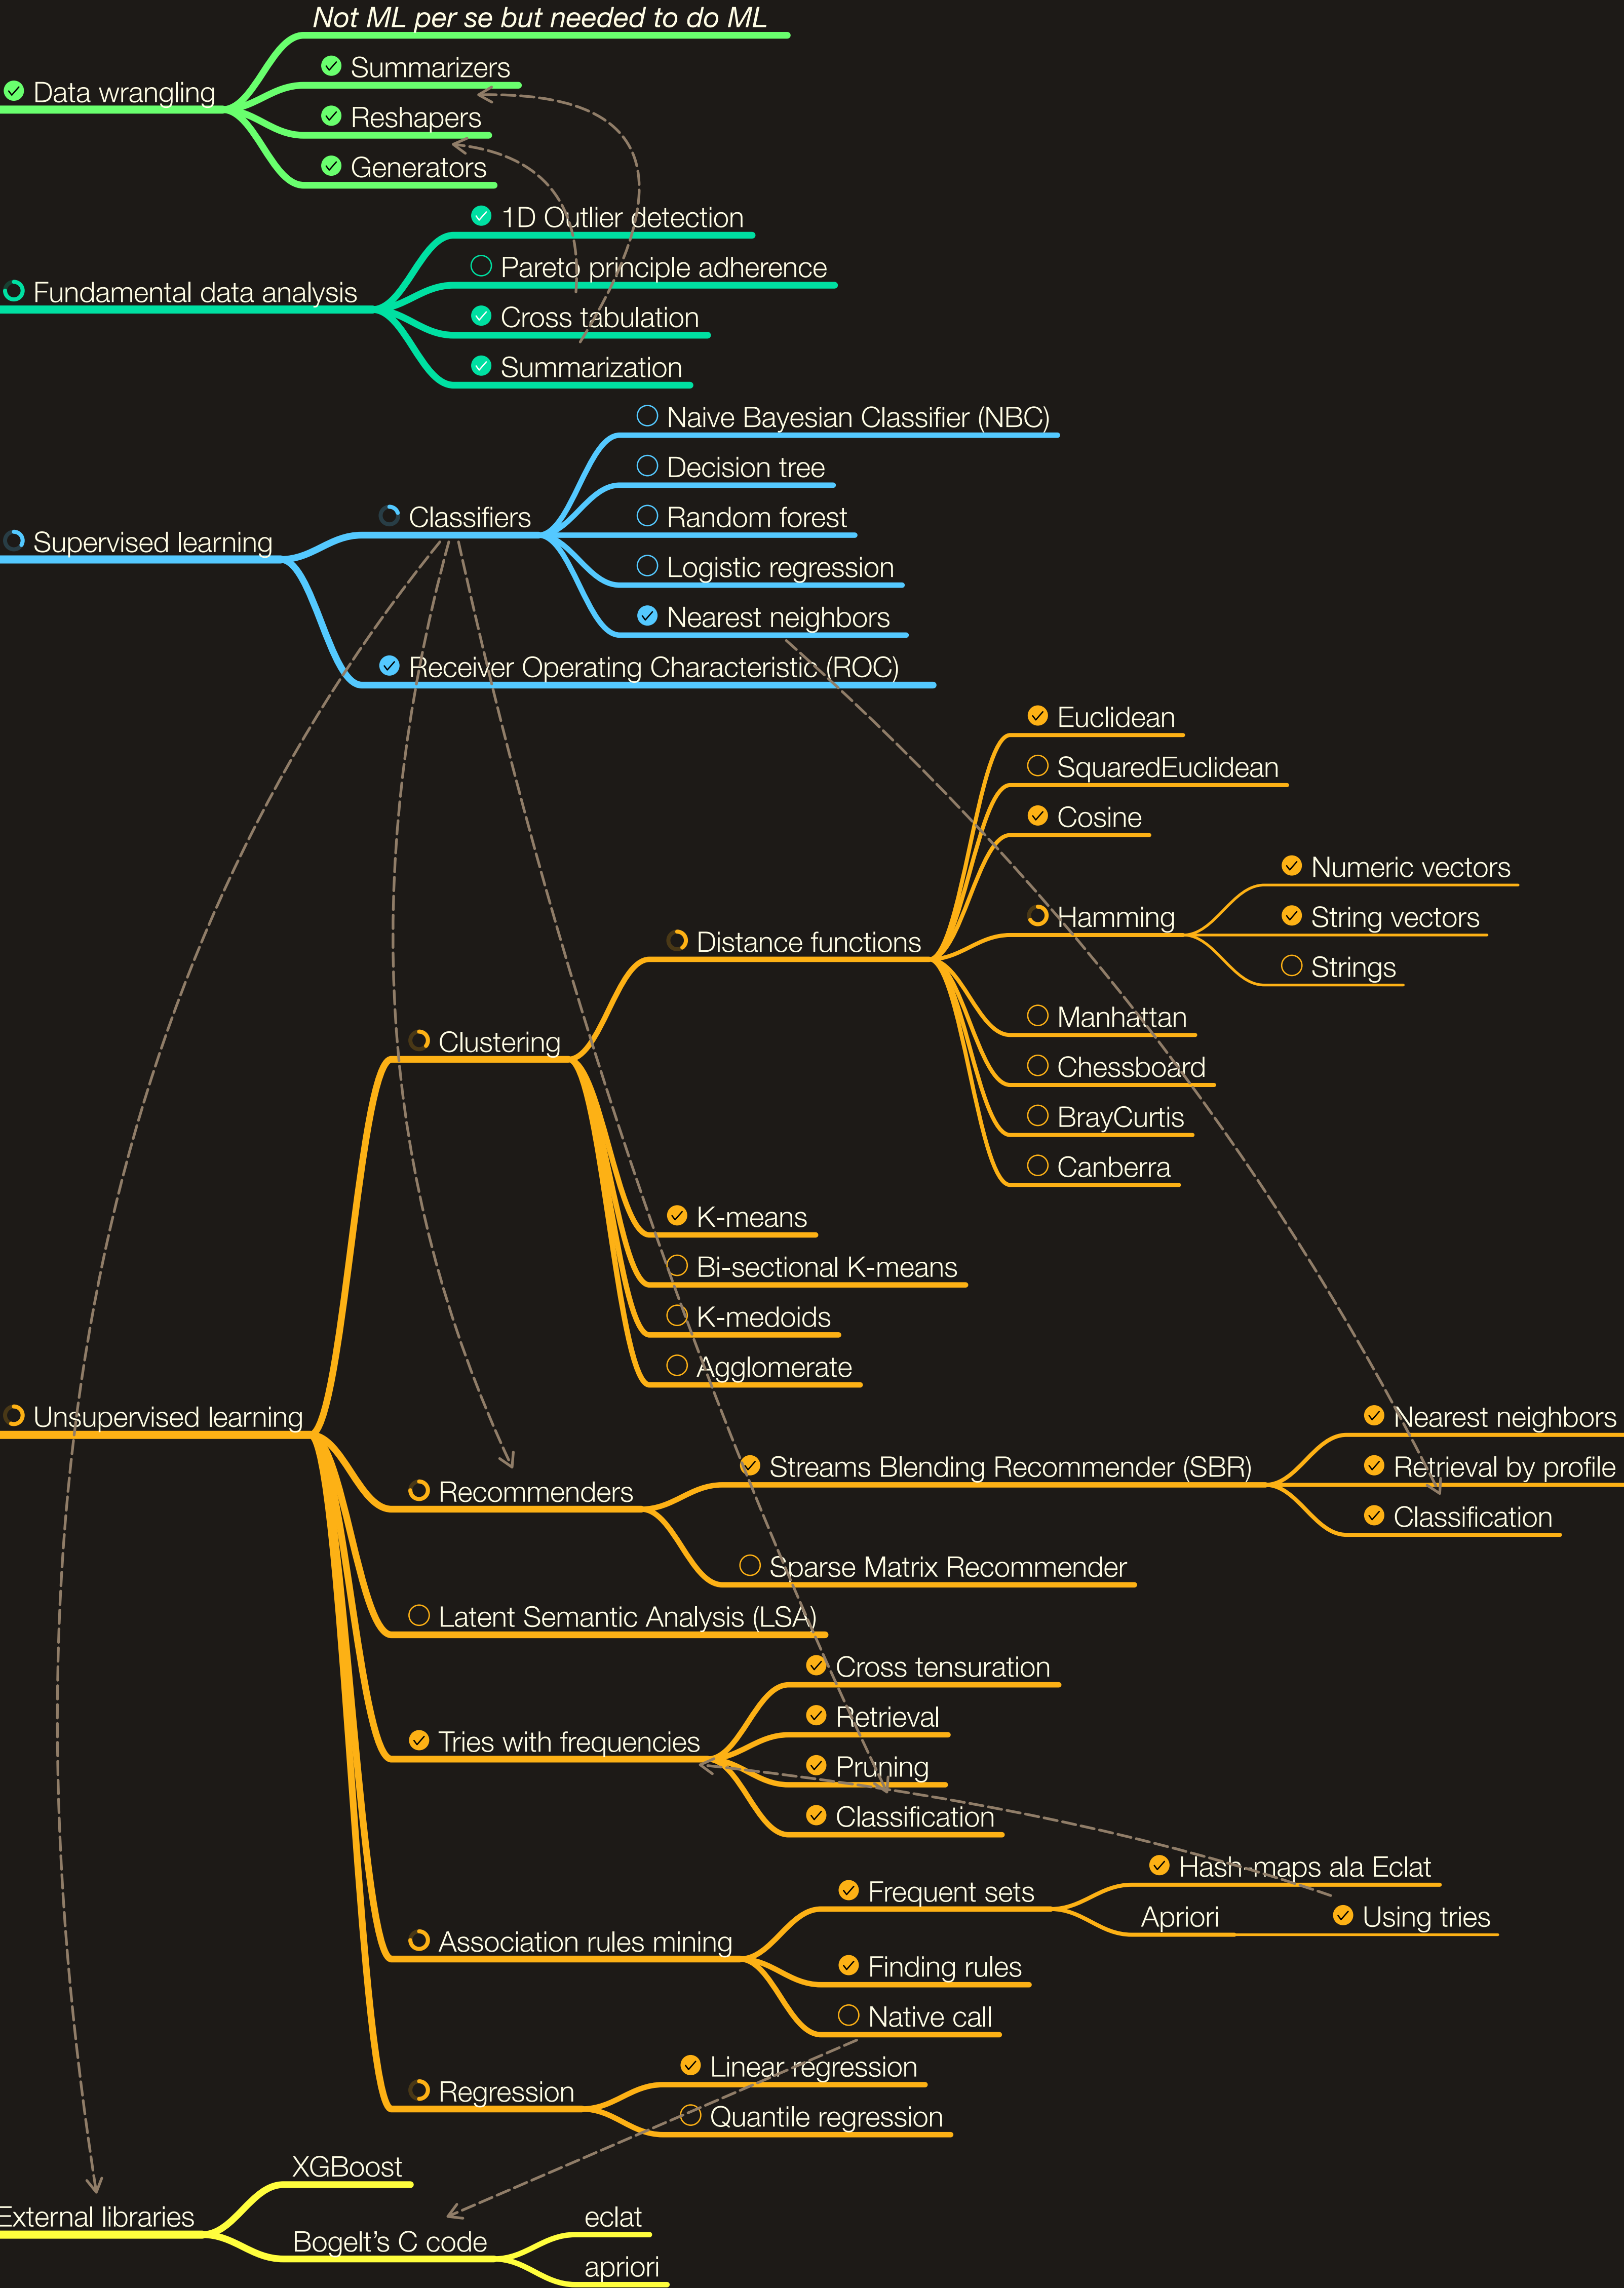 Not ML per se but needed to do ML
Data wrangling
Summarizers
Reshapers
Generators
Fundamental data analysis
1D Outlier detection
Pareto principle adherence
Cross tabulation
Summarization
Supervised learning
Classifiers
Naive Bayesian Classifier (NBC)
Decision tree
Random forest
Logistic regression
Nearest neighbors
Receiver Operating Characteristic (ROC)
Unsupervised learning
Clustering
Distance functions
Euclidean
SquaredEuclidean
Cosine
Hamming
Numeric vectors
String vectors
Strings
Manhattan
Chessboard
BrayCurtis
Canberra
K-means
Bi-sectional K-means
K-medoids
Agglomerate
Recommenders
Streams Blending Recommender (SBR)
Nearest neighbors
Retrieval by profile
Classification
Sparse Matrix Recommender
Latent Semantic Analysis (LSA)
Tries with frequencies
Cross tensuration
Retrieval
Pruning
Classification
Association rules mining
Frequent sets
Hash-maps ala Eclat
Apriori
Using tries
Finding rules
Native call
Regression
Linear regression
Quantile regression
External libraries
XGBoost
Bogelt's C code
eclat
apriori